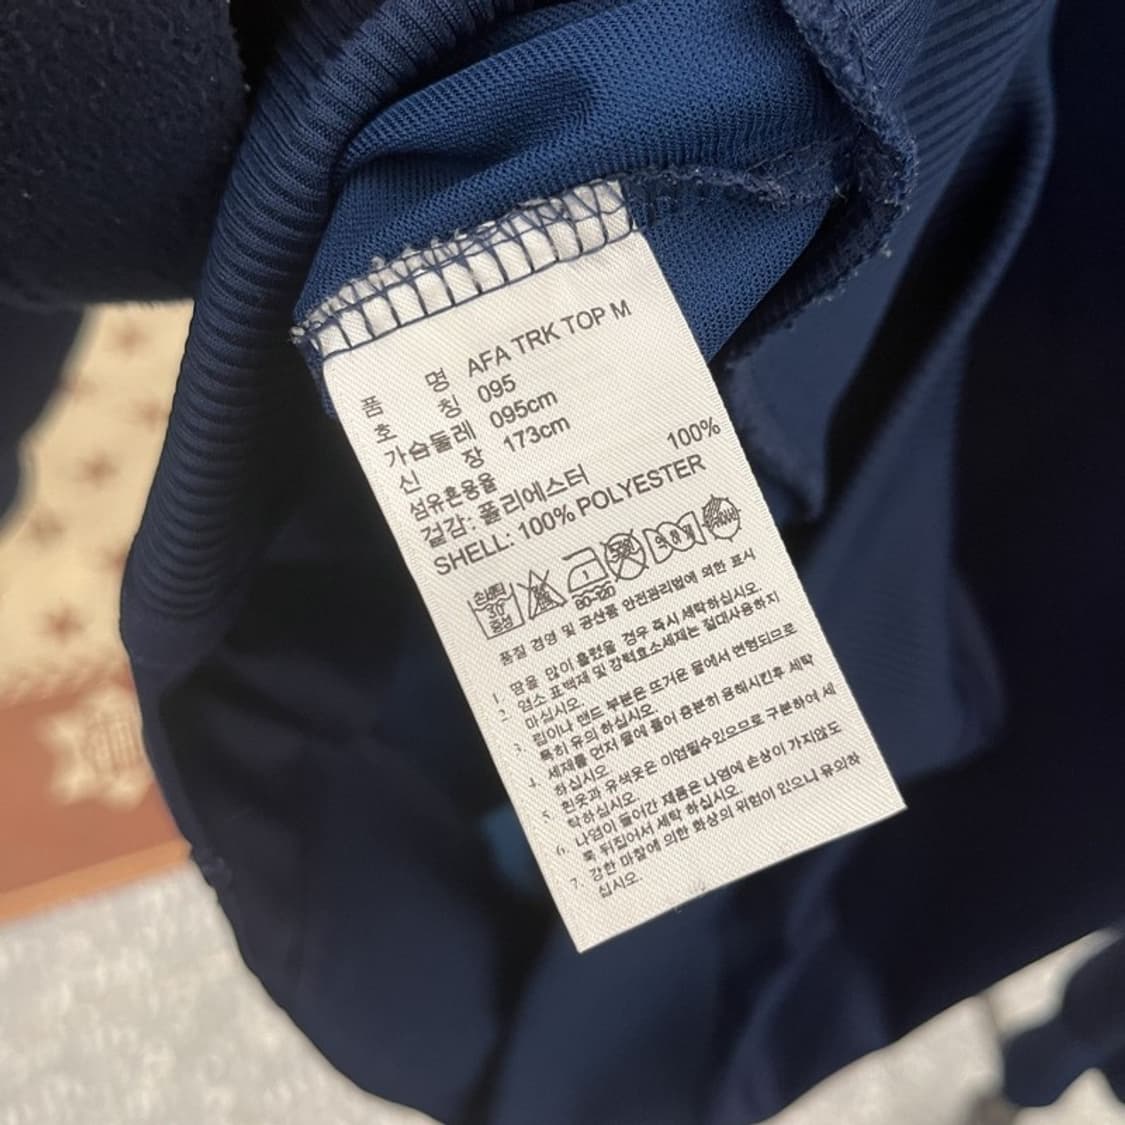 품 명 AFA TRK TOP M
호 칭 095
가슴둘레 095cm
신 장 173cm
섬유혼용율
겉감: 폴리에스터 100%
SHELL: 100% POLYESTER
손세탁
30
중성
80~120
품질 경영 및 공산품 안전관리법에 의한 표시
1. 땀을 많이 흘렸을 경우 즉시 세탁하십시오.
2. 염소 표백제 및 강력효소세제는 절대사용하지
마십시오.
3. 립이나 밴드 부분은 뜨거운 물에서 변형되므로
특히 유의 하십시오.
4. 세제를 먼저 물에 풀어 충분히 용해시킨후 세탁
하십시오.
5. 흰옷과 유색옷은 이염될수있으므로 구분하여 세
탁하십시오.
6. 나염이 들어간 제품은 나염에 손상이 가지않도
록 뒤집어서 세탁 하십시오.
7. 강한 마찰에 의한 화상의 위험이 있으니 유의하
십시오.